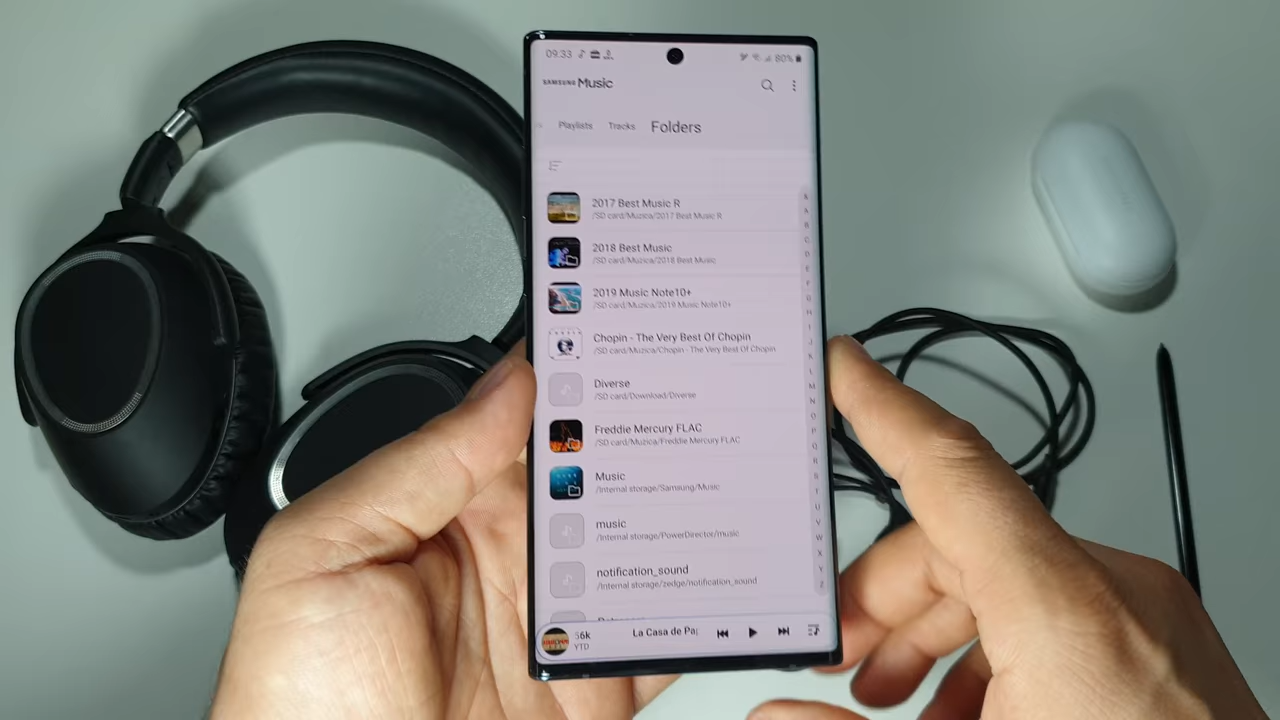 09:33 80%
SAMSUNG Music
Playlists Tracks Folders
2017 Best Music R
/SD card/Muzica/2017 Best Music R
2018 Best Music
/SD card/Muzica/2018 Best Music
2019 Music Note10+
/SD card/Muzica/2019 Music Note10+
Chopin - The Very Best Of Chopin
/SD card/Muzica/Chopin - The Very Best Of Chopin
Diverse
/SD card/Download/Diverse
Freddie Mercury FLAC
/SD card/Muzica/Freddie Mercury FLAC
Music
/Internal storage/Samsung/Music
music
/Internal storage/PowerDirector/music
notification_sound
/Internal storage/zedge/notification_sound
56k La Casa de Pa
YTD
&
A
B
C
D
E
F
G
H
I
J
K
L
M
N
O
P
Q
R
S
T
U
V
W
X
Y
Z